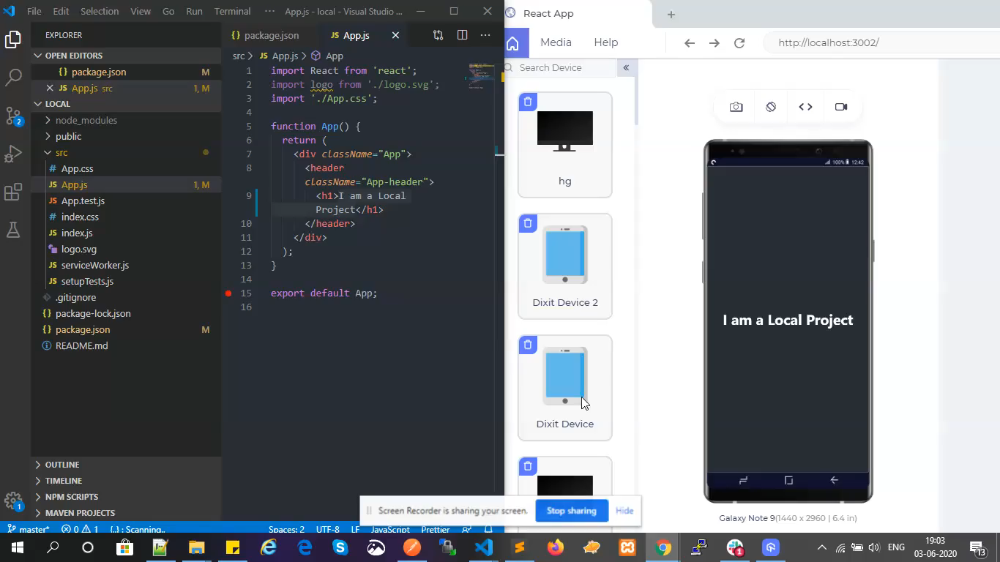 File Edit Selection View Go Run Terminal ··· App.js - local - Visual Studio ...
EXPLORER
OPEN EDITORS
package.json M
App.js src 1, M
LOCAL
node_modules
public
src
App.css
App.js 1, M
App.test.js
index.css
index.js
logo.svg
serviceWorker.js
setupTests.js
.gitignore
package-lock.json
package.json M
README.md
OUTLINE
TIMELINE
NPM SCRIPTS
MAVEN PROJECTS
2
1
package.json App.js
src > App.js > App
1 import React from 'react';
2 import logo from './logo.svg';
3 import './App.css';
4
5 function App() {
6 return (
7 <div className="App">
8 <header
className="App-header">
9 <h1>I am a Local
Project</h1>
10 </header>
11 </div>
12 );
13 }
14
15 export default App;
16
master* 0 1 {..} : Scanning.. Spaces: 2 UTF-8 LF JavaScript Prettier
React App
Media Help http://localhost:3002/
Search Device
hg
Dixit Device 2
Dixit Device
100% 12:42
I am a Local Project
Galaxy Note 9(1440 x 2960 | 6.4 in)
Screen Recorder is sharing your screen. Stop sharing Hide
ENG 19:03
03-06-2020
13